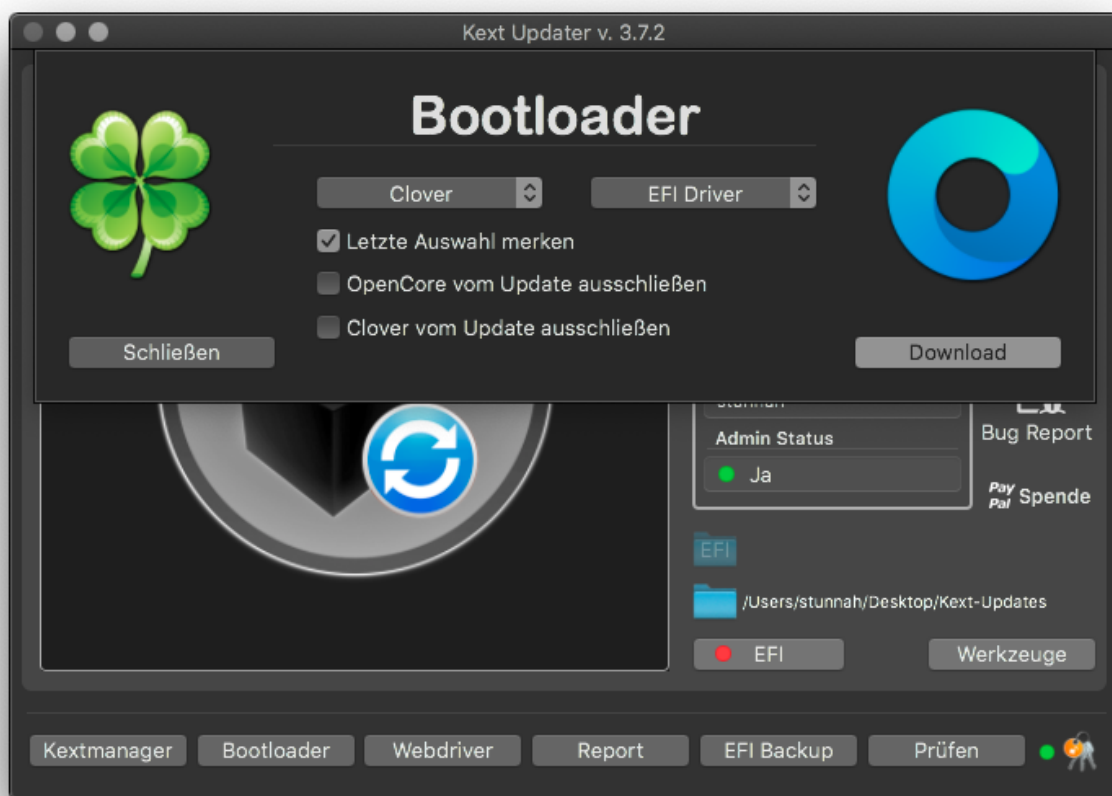 Kext Updater v. 3.7.2
Bootloader
Clover
EFI Driver
Letzte Auswahl merken
OpenCore vom Update ausschließen
Clover vom Update ausschließen
Schließen
Download
stunnah
Admin Status
Ja
Bug Report
Pay
Pal
Spende
EFI
/Users/stunnah/Desktop/Kext-Updates
EFI
Werkzeuge
Kextmanager
Bootloader
Webdriver
Report
EFI Backup
Prüfen